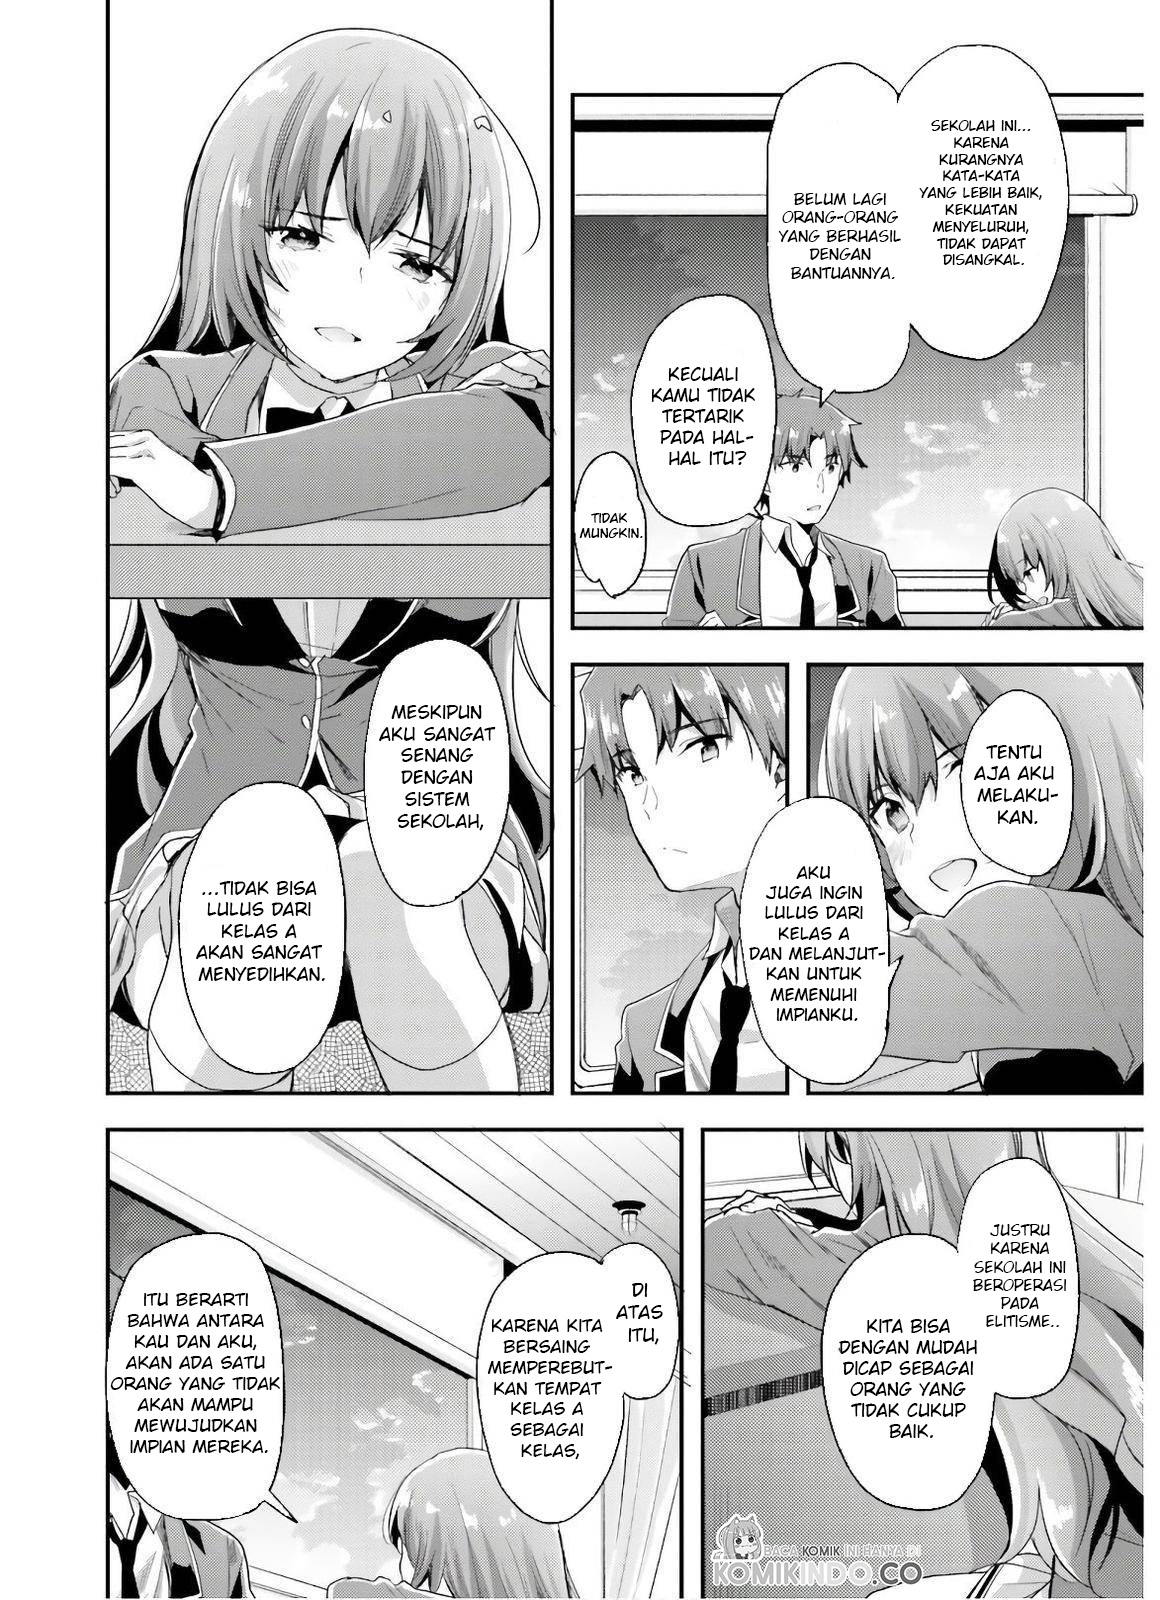 SEKOLAH INI...
KARENA
KURANGNYA
KATA-KATA
YANG LEBIH BAIK,
KEKUATAN
MENYELURUH,
TIDAK DAPAT
DISANGKAL.
BELUM LAGI
ORANG-ORANG
YANG BERHASIL
DENGAN
BANTUANNYA.
KECUALI
KAMU TIDAK
TERTARIK
PADA HAL-
HAL ITU?
TIDAK
MUNGKIN.
TENTU
AJA AKU
MELAKU-
KAN.
AKU
JUGA INGIN
LULUS DARI
KELAS A
DAN MELANJUT-
KAN UNTUK
MEMENUHI
IMPIANKU.
MESKIPUN
AKU SANGAT
SENANG
DENGAN
SISTEM
SEKOLAH,
...TIDAK BISA
LULUS DARI
KELAS A
AKAN SANGAT
MENYEDIHKAN.
JUSTRU
KARENA
SEKOLAH INI
BEROPERASI
PADA
ELITISME..
KITA BISA
DENGAN MUDAH
DICAP SEBAGAI
ORANG YANG
TIDAK CUKUP
BAIK.
DI
ATAS
ITU,
KARENA KITA
BERSAING
MEMPEREBUT-
KAN TEMPAT
KELAS A
SEBAGAI
KELAS,
ITU BERARTI
BAHWA ANTARA
KAU DAN AKU,
AKAN ADA SATU
ORANG YANG TIDAK
AKAN MAMPU
MEWUJUDKAN
IMPIAN MEREKA.
BACA KOMIK INI HANYA DI
KOMIKINDO.CO